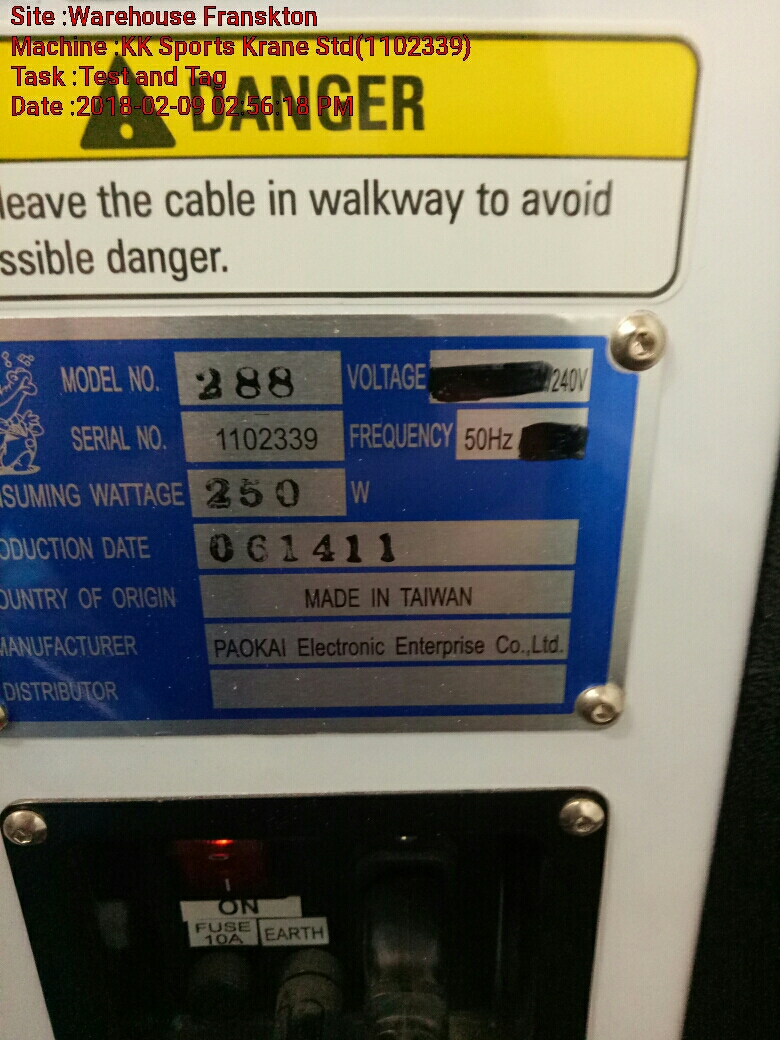 Site :Warehouse Franskton
Machine :KK Sports Krane Std(1102339)
Task :Test and Tag
Date :2018-02-09 02:56:18 PM
DANGER
leave the cable in walkway to avoid
ssible danger.
MODEL NO. 288 VOLTAGE /240V
SERIAL NO. 1102339 FREQUENCY 50Hz
NSUMING WATTAGE 250 W
ODUCTION DATE 061411
OUNTRY OF ORIGIN MADE IN TAIWAN
MANUFACTURER PAOKAI Electronic Enterprise Co.,Ltd.
DISTRIBUTOR
ON
FUSE 10A EARTH